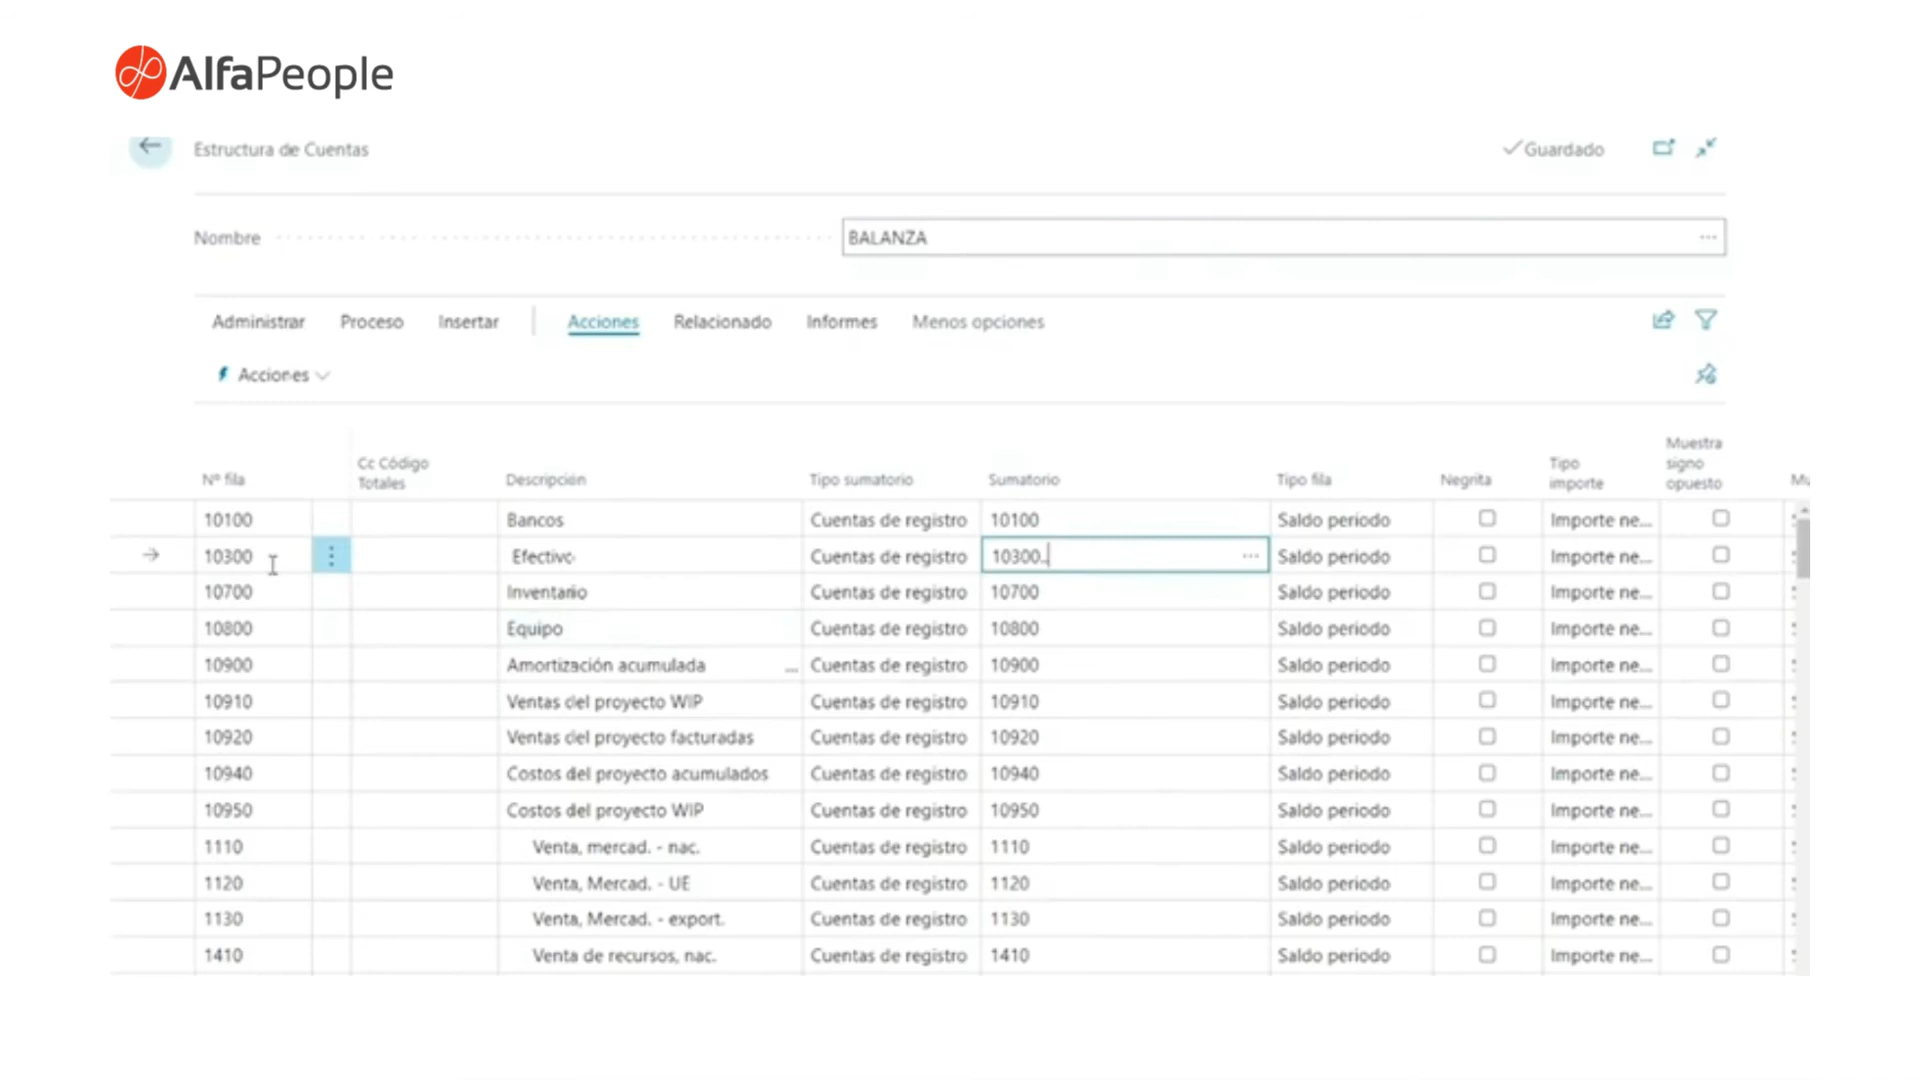 AlfaPeople
Estructura de Cuentas
Guardado
Nombre BALANZA
Administrar Proceso Insertar Acciones Relacionado Informes Menos opciones
Acciones
Nº fila Cc Código Totales Descripción Tipo sumatorio Sumatorio Tipo fila Negrita Tipo importe Muestra signo opuesto
10100 Bancos Cuentas de registro 10100 Saldo periodo Importe ne...
10300 Efectivo Cuentas de registro 10300.. Saldo periodo Importe ne...
10700 Inventario Cuentas de registro 10700 Saldo periodo Importe ne...
10800 Equipo Cuentas de registro 10800 Saldo periodo Importe ne...
10900 Amortización acumulada ... Cuentas de registro 10900 Saldo periodo Importe ne...
10910 Ventas del proyecto WIP Cuentas de registro 10910 Saldo periodo Importe ne...
10920 Ventas del proyecto facturadas Cuentas de registro 10920 Saldo periodo Importe ne...
10940 Costos del proyecto acumulados Cuentas de registro 10940 Saldo periodo Importe ne...
10950 Costos del proyecto WIP Cuentas de registro 10950 Saldo periodo Importe ne...
1110 Venta, mercad. - nac. Cuentas de registro 1110 Saldo periodo Importe ne...
1120 Venta, Mercad. - UE Cuentas de registro 1120 Saldo periodo Importe ne...
1130 Venta, Mercad. - export. Cuentas de registro 1130 Saldo periodo Importe ne...
1410 Venta de recursos, nac. Cuentas de registro 1410 Saldo periodo Importe ne...